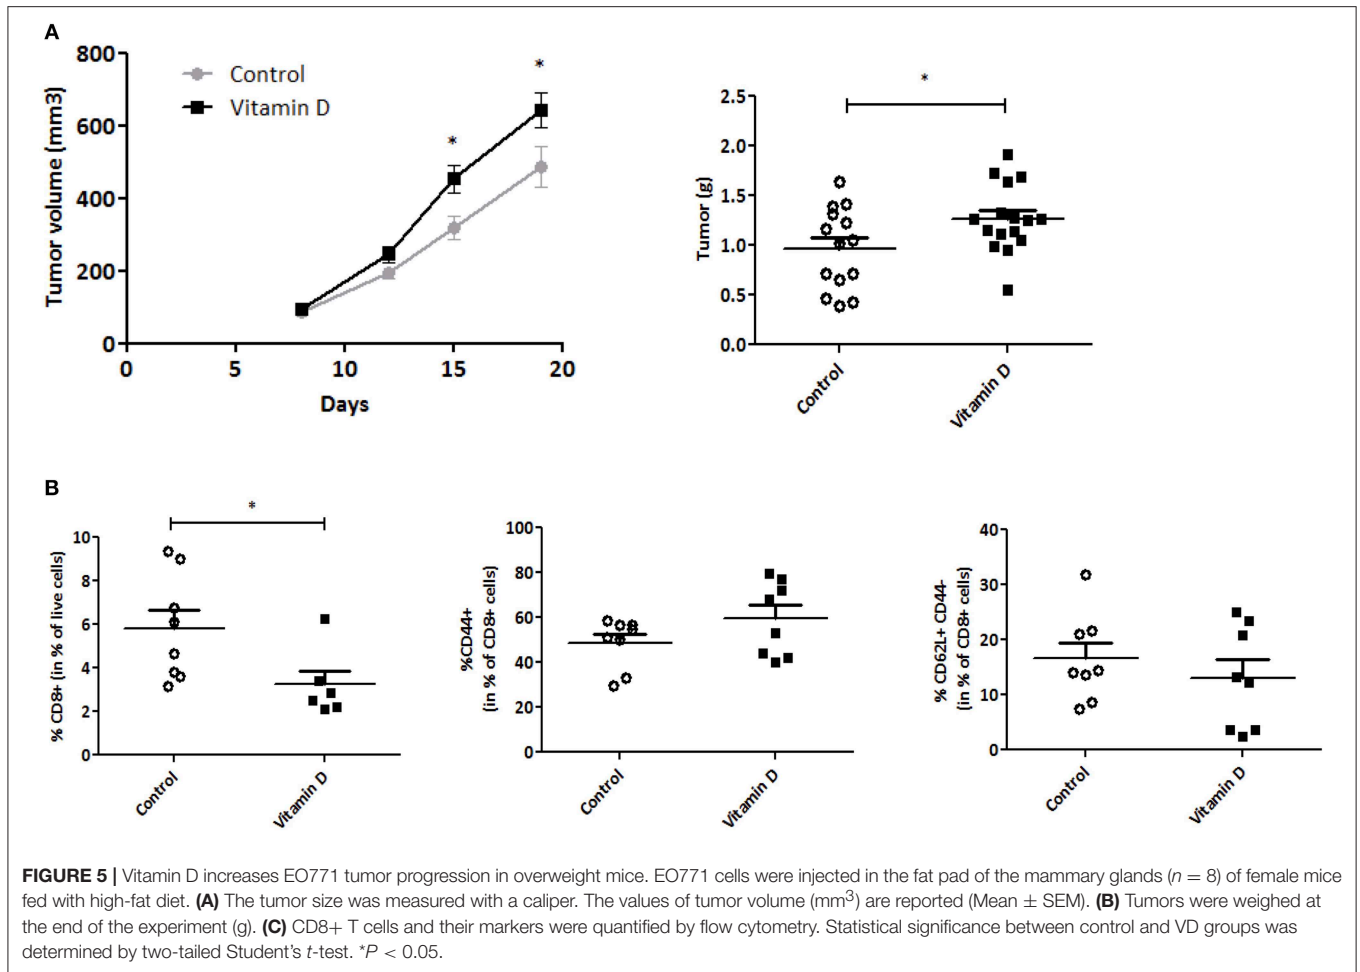 A
800
600
400
200
0
Tumor volume (mm3)
Control
Vitamin D
*
*
0 5 10 15 20
Days
*
2.5
2.0
1.5
1.0
0.5
0.0
Tumor (g)
Control
Vitamin D
B
*
10
8
6
4
2
0
% CD8+ (in % of live cells)
Control
Vitamin D
100
80
60
40
20
0
%CD44+
(in % of CD8+ cells)
Control
Vitamin D
40
30
20
10
0
% CD62L+ CD44-
(in % of CD8+ cells)
Control
Vitamin D
FIGURE 5 | Vitamin D increases EO771 tumor progression in overweight mice. EO771 cells were injected in the fat pad of the mammary glands (n = 8) of female mice
fed with high-fat diet. (A) The tumor size was measured with a caliper. The values of tumor volume (mm³) are reported (Mean ± SEM). (B) Tumors were weighed at
the end of the experiment (g). (C) CD8+ T cells and their markers were quantified by flow cytometry. Statistical significance between control and VD groups was
determined by two-tailed Student's t-test. *P < 0.05.